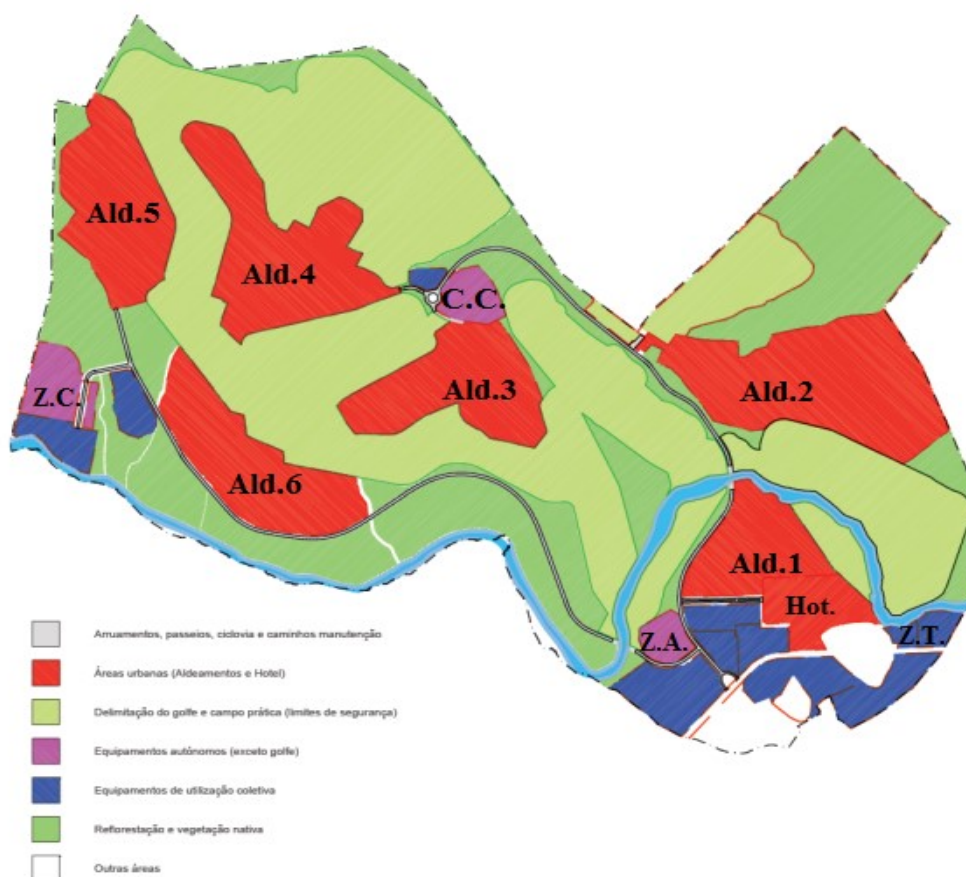 Ald.5
Ald.4
C.C.
Z.C.
Ald.3
Ald.2
Ald.6
Ald.1
Hot.
Z.A.
Z.T.
Arruamentos, passeios, ciclovia e caminhos manutenção
Áreas urbanas (Aldeamentos e Hotel)
Delimitação do golfe e campo prática (limites de segurança)
Equipamentos autónomos (exceto golfe)
Equipamentos de utilização coletiva
Reflorestação e vegetação nativa
Outras áreas